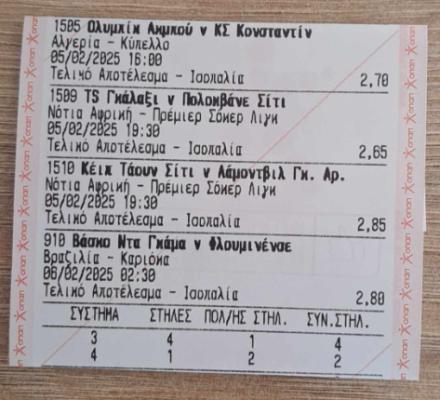 1505 Ολυμπίκ Ακμπού ν ΚΣ Κονσταντίν
Αλγερία - Κύπελλο
05/02/2025 16:00
Τελικό Αποτέλεσμα - Ισοπαλία 2,70
1509 TS Γκάλαξι ν Πολοκβάνε Σίτι
Νότια Αφρική - Πρέμιερ Σόκερ Λιγκ
05/02/2025 19:30
Τελικό Αποτέλεσμα - Ισοπαλία 2,65
1510 Κέιπ Τάουν Σίτι ν Λάμοντβιλ Γκ. Αρ.
Νότια Αφρική - Πρέμιερ Σόκερ Λιγκ
05/02/2025 19:30
Τελικό Αποτέλεσμα - Ισοπαλία 2,85
910 Βάσκο Ντα Γκάμα ν Φλουμινένσε
Βραζιλία - Καριόκα
06/02/2025 02:30
Τελικό Αποτέλεσμα - Ισοπαλία 2,80
ΣΥΣΤΗΜΑ ΣΤΗΛΕΣ ΠΟΛ/ΗΣ ΣΤΗΛ. ΣΥΝ.ΣΤΗΛ.
3 4 1 4
4 1 2 2